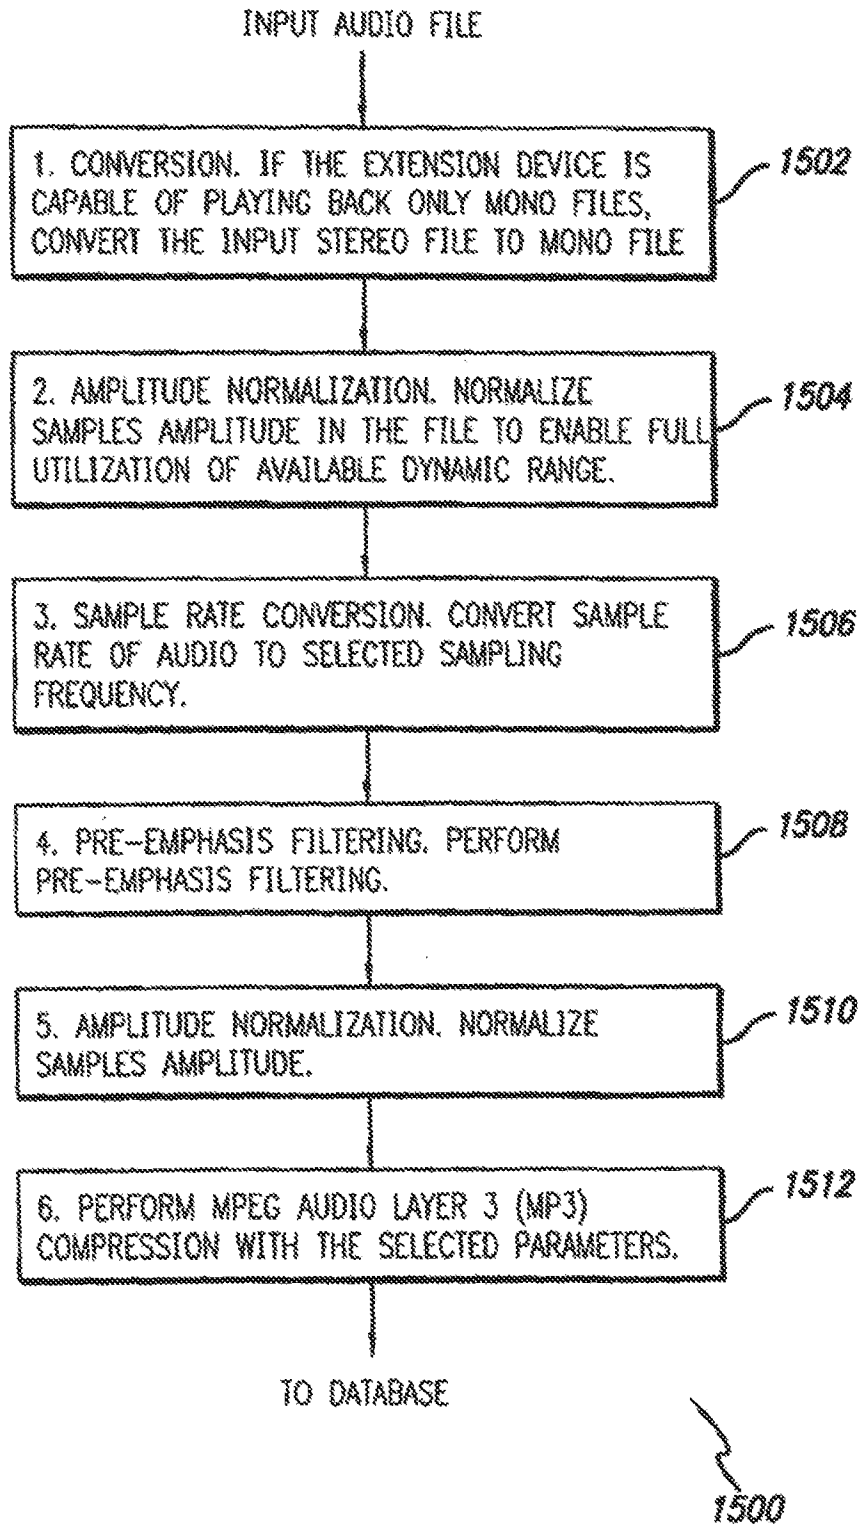 INPUT AUDIO FILE
1. CONVERSION. IF THE EXTENSION DEVICE IS
CAPABLE OF PLAYING BACK ONLY MONO FILES,
CONVERT THE INPUT STEREO FILE TO MONO FILE
1502
2. AMPLITUDE NORMALIZATION. NORMALIZE
SAMPLES AMPLITUDE IN THE FILE TO ENABLE FULL
UTILIZATION OF AVAILABLE DYNAMIC RANGE.
1504
3. SAMPLE RATE CONVERSION. CONVERT SAMPLE
RATE OF AUDIO TO SELECTED SAMPLING
FREQUENCY.
1506
4. PRE-EMPHASIS FILTERING. PERFORM
PRE-EMPHASIS FILTERING.
1508
5. AMPLITUDE NORMALIZATION. NORMALIZE
SAMPLES AMPLITUDE.
1510
6. PERFORM MPEG AUDIO LAYER 3 (MP3)
COMPRESSION WITH THE SELECTED PARAMETERS.
1512
TO DATABASE
1500